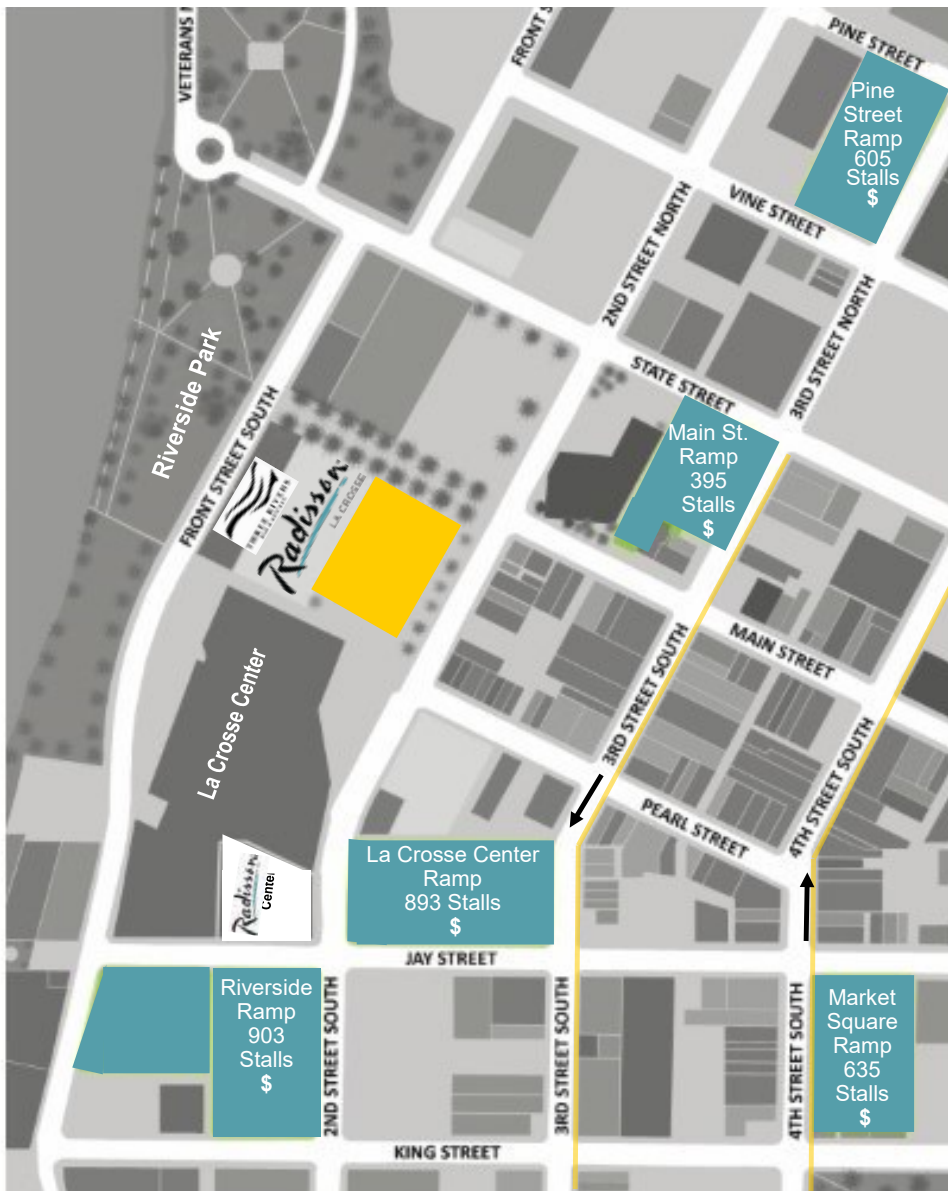 VETERANS
FRONT S
PINE STREET
Pine
Street
Ramp
605
Stalls
$
VINE STREET
2ND STREET NORTH
3RD STREET NORTH
Riverside Park
STATE STREET
FRONT STREET SOUTH
Main St.
Ramp
395
Stalls
$
THREE RIVERS
Radisson
LA CROSSE
MAIN STREET
3RD STREET SOUTH
La Crosse Center
PEARL STREET
4TH STREET SOUTH
La Crosse Center
Ramp
893 Stalls
$
Radisson
Center
JAY STREET
Riverside
Ramp
903
Stalls
$
2ND STREET SOUTH
3RD STREET SOUTH
4TH STREET SOUTH
Market
Square
Ramp
635
Stalls
$
KING STREET